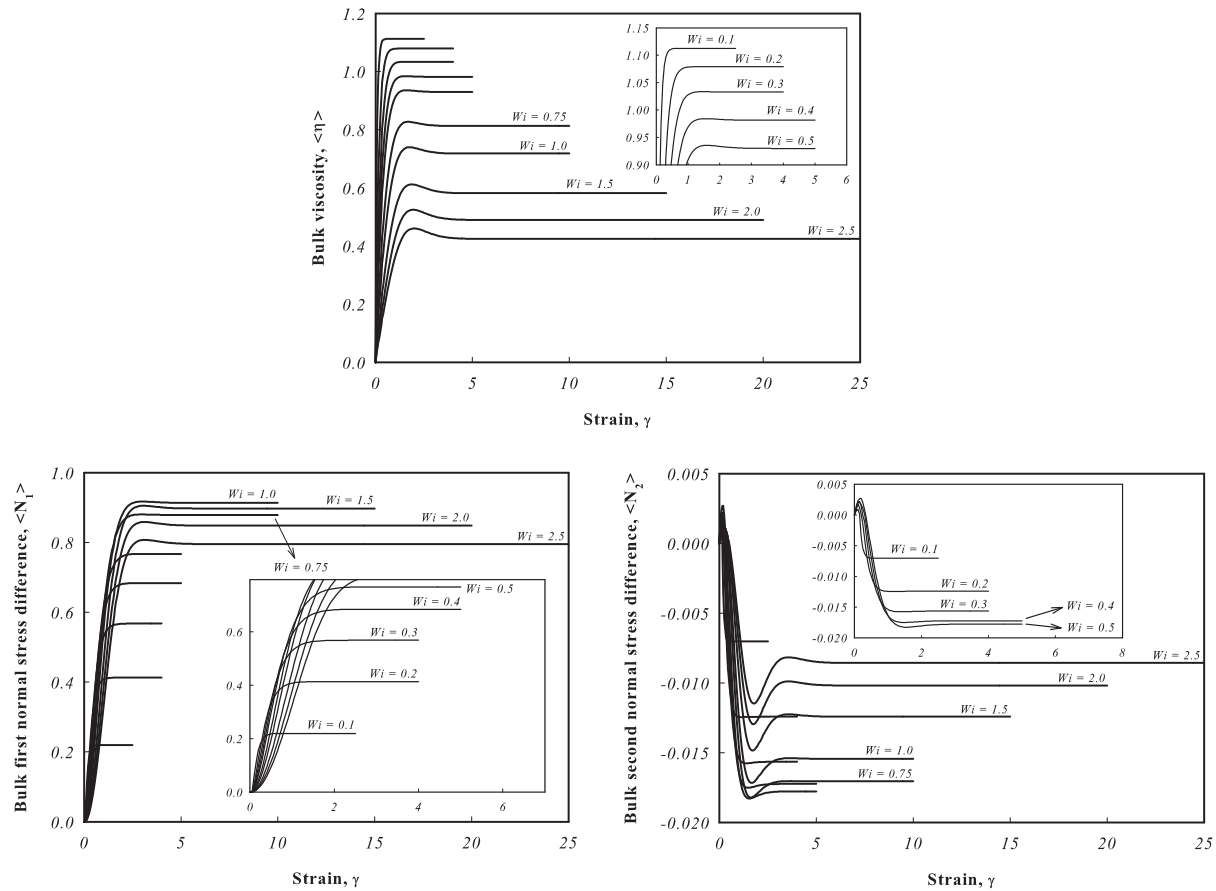 Bulk viscosity, <η>
1.2
1.0
0.8
0.6
0.4
0.2
0.0
Wi = 0.75
Wi = 1.0
Wi = 1.5
Wi = 2.0
Wi = 2.5
1.15
1.10
1.05
1.00
0.95
0.90
Wi = 0.1
Wi = 0.2
Wi = 0.3
Wi = 0.4
Wi = 0.5
0 1 2 3 4 5 6
0 5 10 15 20 25
Strain, γ
Bulk first normal stress difference, <N1>
1.0
0.8
0.6
0.4
0.2
0.0
Wi = 1.0
Wi = 1.5
Wi = 2.0
Wi = 2.5
Wi = 0.75
0.6
0.4
0.2
0.0
Wi = 0.5
Wi = 0.4
Wi = 0.3
Wi = 0.2
Wi = 0.1
0 2 4 6
0 5 10 15 20 25
Strain, γ
Bulk second normal stress difference, <N2>
0.005
0.000
-0.005
-0.010
-0.015
-0.020
0.005
0.000
-0.005
-0.010
-0.015
-0.020
Wi = 0.1
Wi = 0.2
Wi = 0.3
Wi = 0.4
Wi = 0.5
0 2 4 6 8
Wi = 2.5
Wi = 2.0
Wi = 1.5
Wi = 1.0
Wi = 0.75
0 5 10 15 20 25
Strain, γ